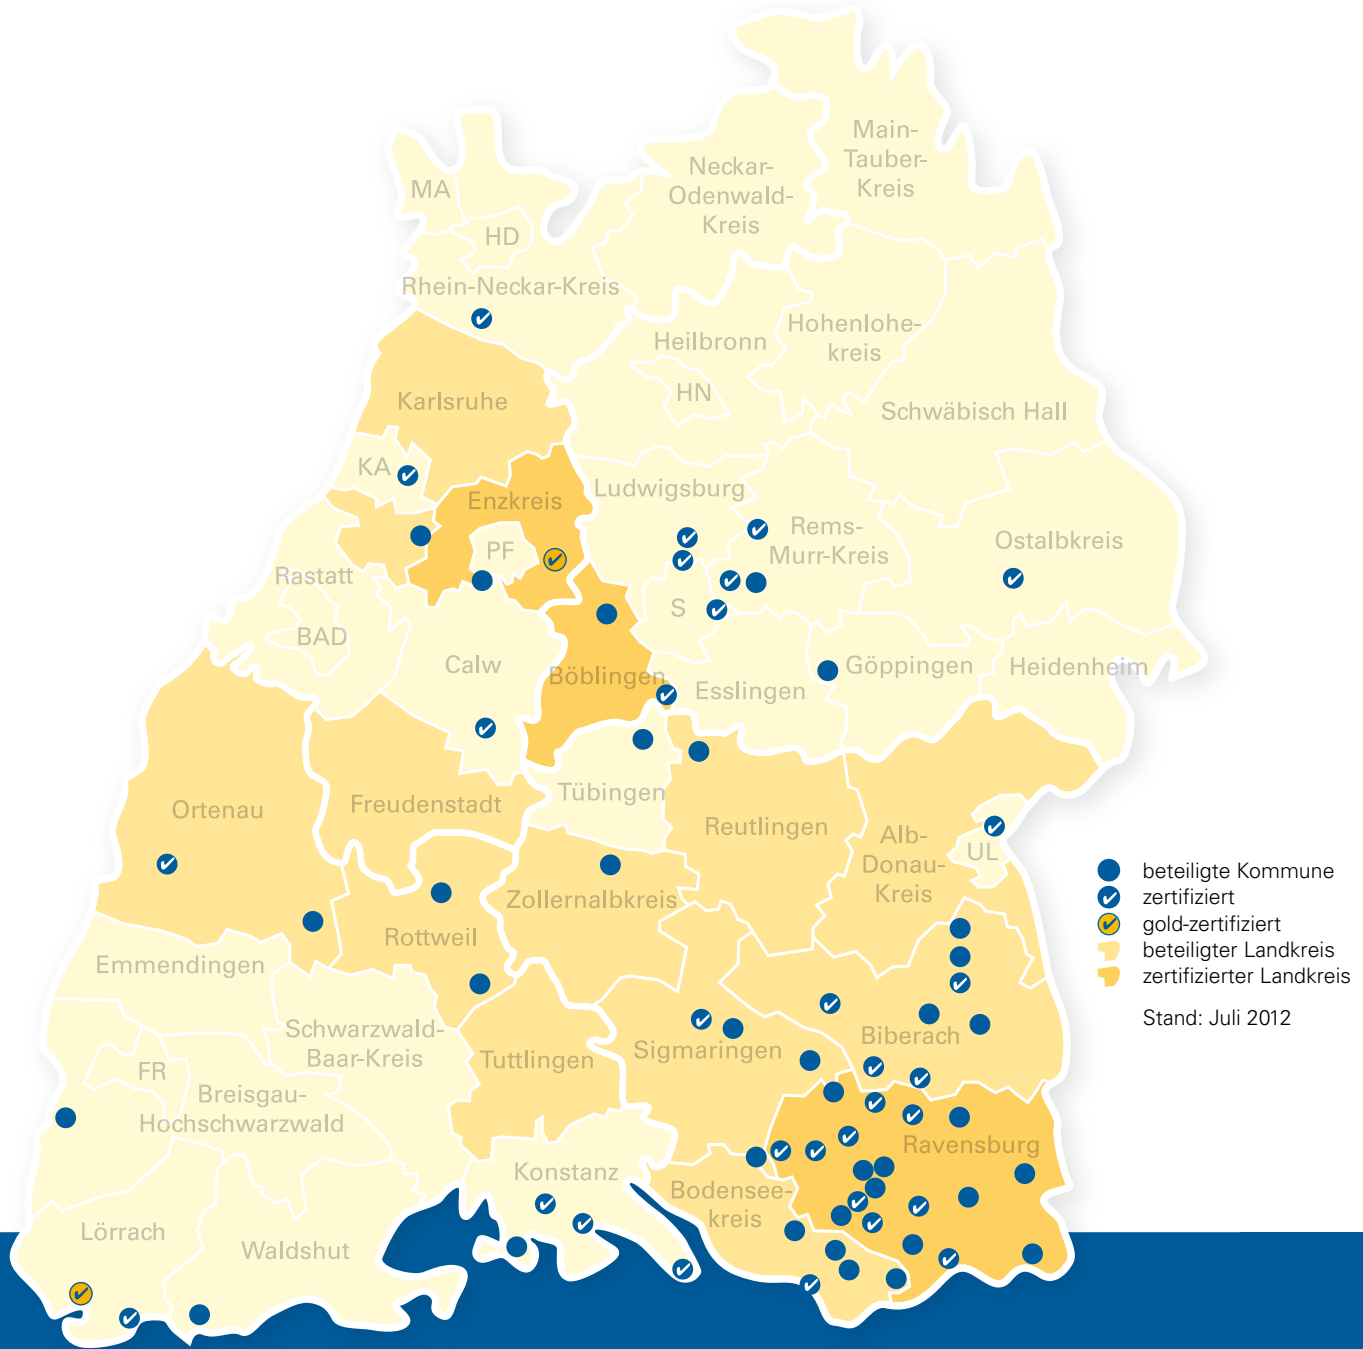 Main-
Tauber-
Kreis
Neckar-
Odenwald-
Kreis
MA
HD
Rhein-Neckar-Kreis
Hohenlohe-
kreis
Heilbronn
HN
Karlsruhe
Schwäbisch Hall
KA
Enzkreis
Ludwigsburg
Rems-
Murr-Kreis
Ostalbkreis
PF
Rastatt
S
BAD
Calw
Böblingen
Esslingen
Göppingen
Heidenheim
Ortenau
Freudenstadt
Tübingen
Reutlingen
Alb-
Donau-
Kreis
UL
beteiligte Kommune
zertifiziert
gold-zertifiziert
beteiligter Landkreis
zertifizierter Landkreis
Stand: Juli 2012
Zollernalbkreis
Rottweil
Emmendingen
Schwarzwald-
Baar-Kreis
Tuttlingen
Sigmaringen
Biberach
FR
Breisgau-
Hochschwarzwald
Ravensburg
Konstanz
Bodensee-
kreis
Lörrach
Waldshut